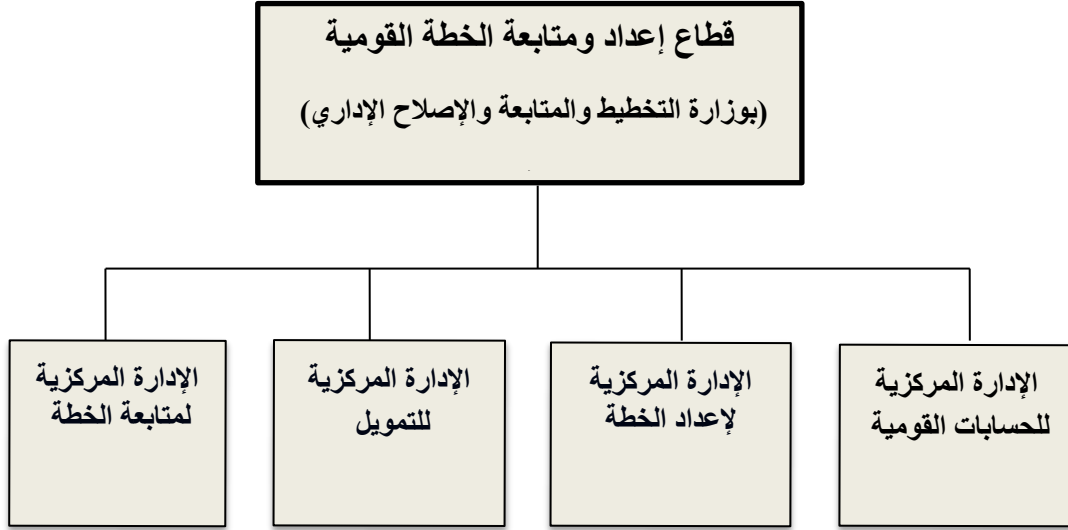 قطاع إعداد ومتابعة الخطة القومية
(بوزارة التخطيط والمتابعة والإصلاح الإداري)
.
الإدارة المركزية
للحسابات القومية
الإدارة المركزية
لإعداد الخطة
الإدارة المركزية
للتمويل
الإدارة المركزية
لمتابعة الخطة